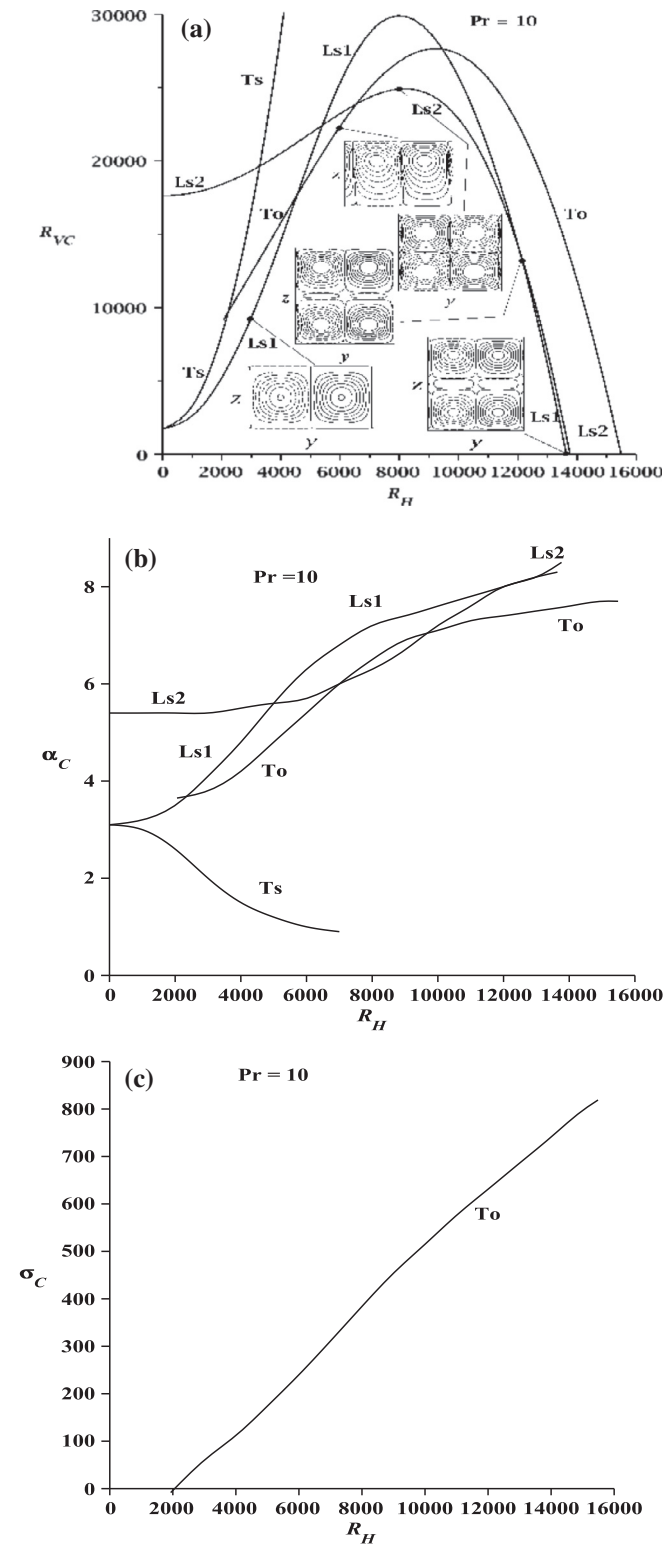 (a)
Pr = 10
30000
20000
10000
0
R_VC
Ts
Ls1
Ls2
Ls2
To
To
Ts
Ls1
Ls1
Ls2
z
z
y
z
y
z
y
z
y
0 2000 4000 6000 8000 10000 12000 14000 16000
R_H
(b)
Pr =10
8
6
4
2
0
α_C
Ls2
Ls1
To
Ls2
Ls1
To
Ts
0 2000 4000 6000 8000 10000 12000 14000 16000
R_H
(c)
Pr = 10
900
800
700
600
500
400
300
200
100
0
σ_C
To
0 2000 4000 6000 8000 10000 12000 14000 16000
R_H